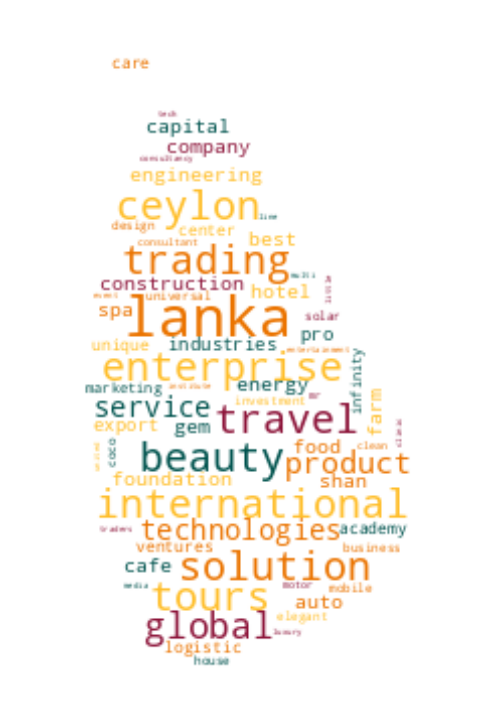 care
tech
capital
company
consultancy
engineering
ceylon
line
design
center
consultant
best
trading
multi
construction
hotel
event
universal
spa
lanka
solar
pro
unique
industries
entertainment
enterprise
infinity
marketing
institute
energy
mr
investment
farm
service
travel
export
gem
coco
beauty
food
clean
product
foundation
shan
international
traders
technologies
academy
ventures
business
cafe
solution
media
motor
mobile
tours
auto
elegant
global
luxury
logistic
house